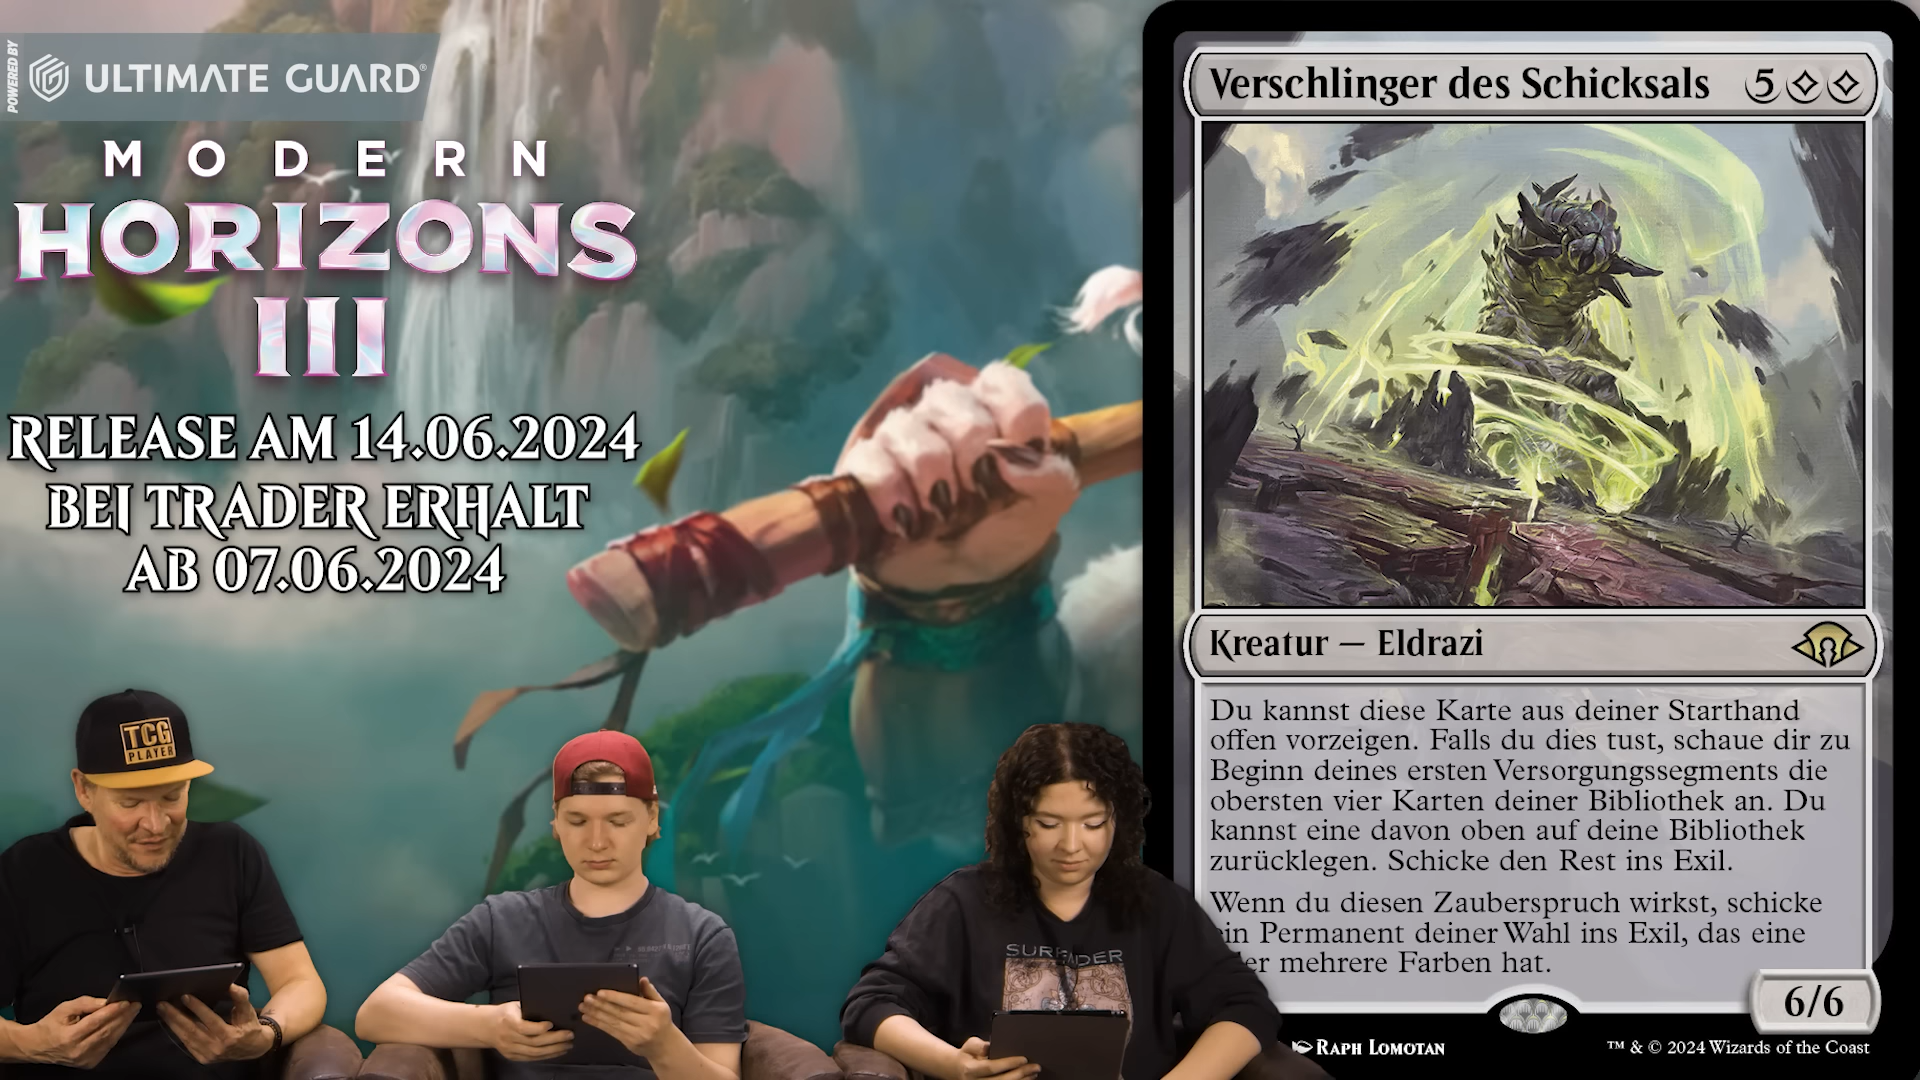 POWERED BY
ULTIMATE GUARD®
MODERN
HORIZONS
III
RELEASE AM 14.06.2024
BEI TRADER ERHALT
AB 07.06.2024
TCG
PLAYER
Verschlinger des Schicksals 5
Kreatur — Eldrazi
Du kannst diese Karte aus deiner Starthand
offen vorzeigen. Falls du dies tust, schaue dir zu
Beginn deines ersten Versorgungssegments die
obersten vier Karten deiner Bibliothek an. Du
kannst eine davon oben auf deine Bibliothek
zurücklegen. Schicke den Rest ins Exil.
Wenn du diesen Zauberspruch wirkst, schicke
ein Permanent deiner Wahl ins Exil, das eine
er mehrere Farben hat.
6/6
RAPH LOMOTAN
™ & © 2024 Wizards of the Coast